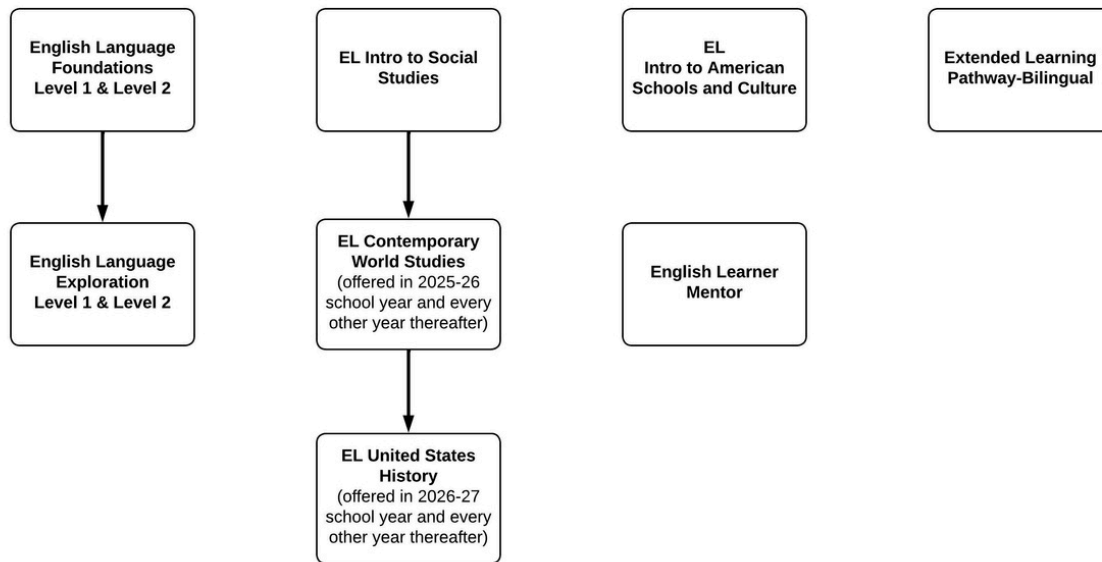 English Language
Foundations
Level 1 & Level 2
EL Intro to Social
Studies
EL
Intro to American
Schools and Culture
Extended Learning
Pathway-Bilingual
English Language
Exploration
Level 1 & Level 2
EL Contemporary
World Studies
(offered in 2025-26
school year and every
other year thereafter)
English Learner
Mentor
EL United States
History
(offered in 2026-27
school year and every
other year thereafter)